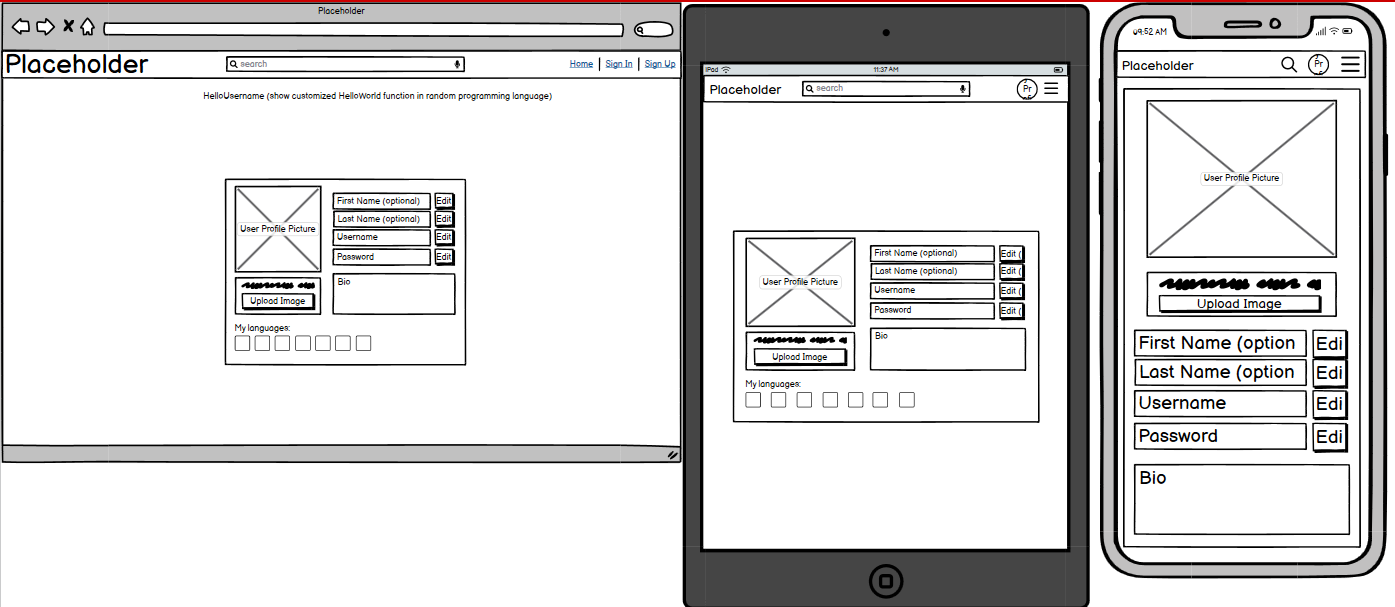 Placeholder
Placeholder
search
Home
Sign In
Sign Up
HelloUsername (show customized HelloWorld function in random programming language)
User Profile Picture
First Name (optional)
Edit
Last Name (optional)
Edit
Username
Edit
Password
Edit
Upload Image
Bio
My languages:
iPad
11:37 AM
Placeholder
search
Pr
User Profile Picture
First Name (optional)
Edit (
Last Name (optional)
Edit (
Username
Edit (
Password
Edit (
Upload Image
Bio
My languages:
09:52 AM
Placeholder
Pr
User Profile Picture
Upload Image
First Name (option
Edi
Last Name (option
Edi
Username
Edi
Password
Edi
Bio